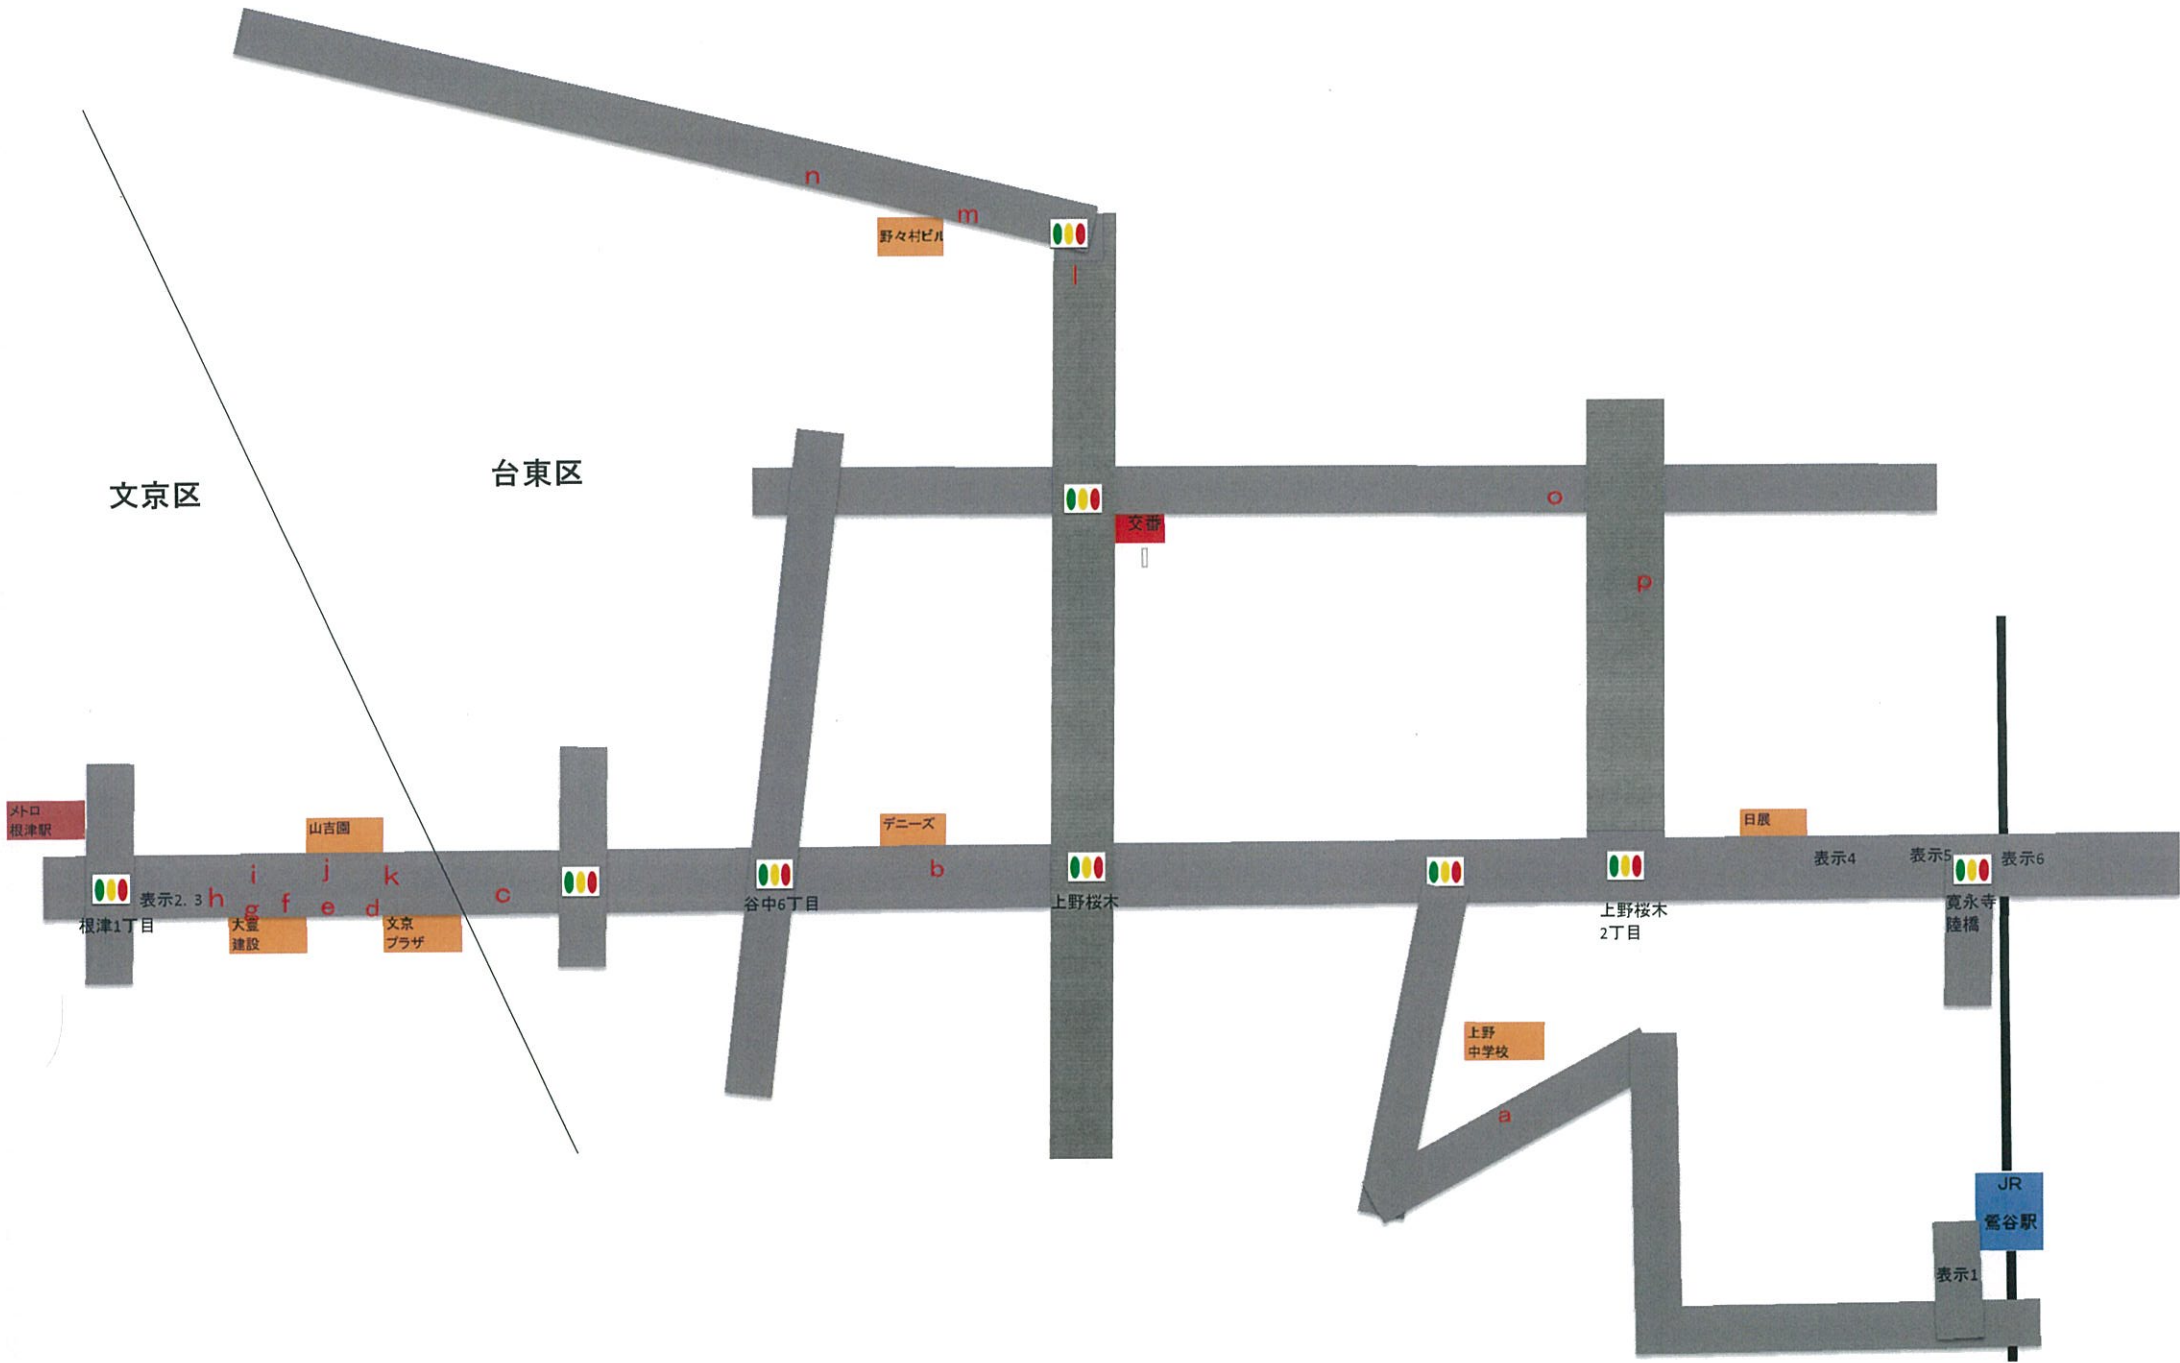 n
m
野々村ビル
l
文京区
台東区
o
交番
p
メトロ
根津駅
山吉園
デニーズ
日展
i
j
k
b
表示4
表示5
表示6
表示2. 3
h
g
f
e
d
c
根津1丁目
大豊
建設
文京
プラザ
谷中6丁目
上野桜木
上野桜木
2丁目
寛永寺
陸橋
上野
中学校
a
JR
鶯谷駅
表示1